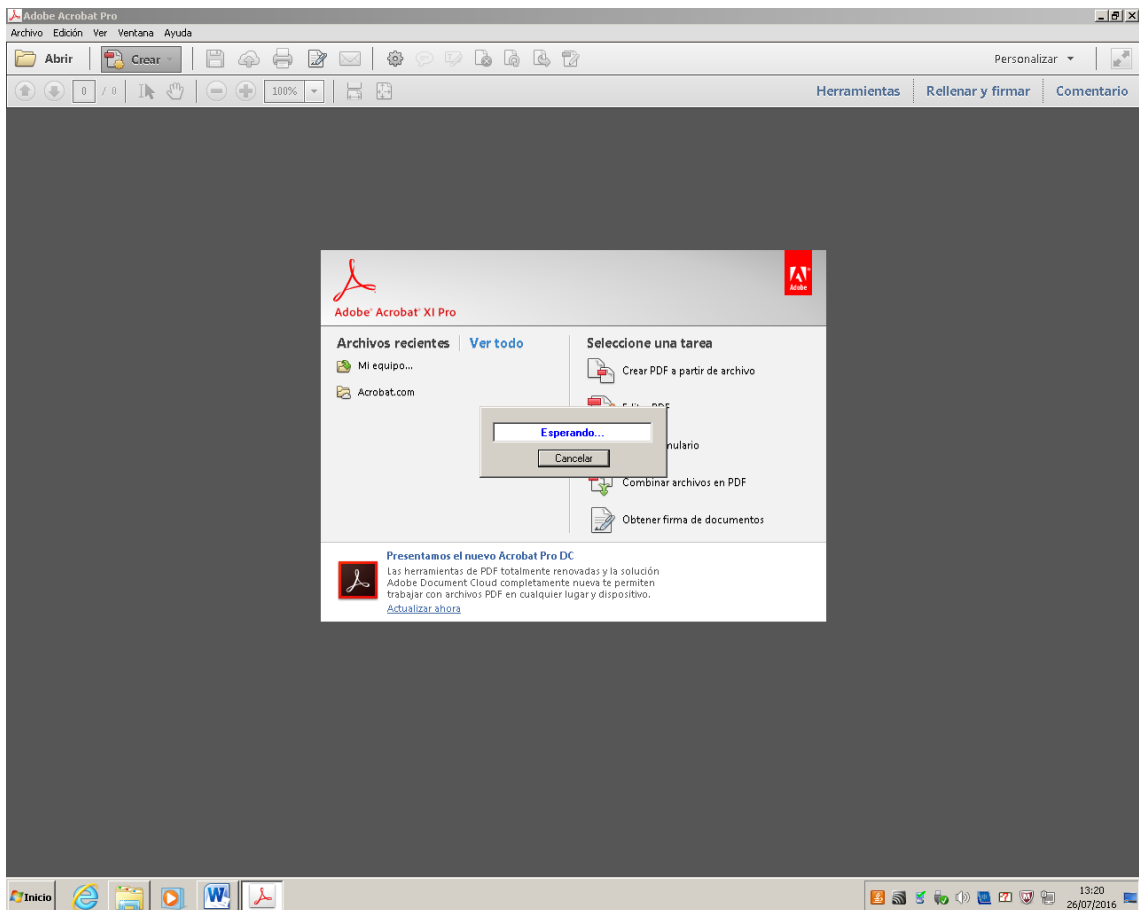 Adobe Acrobat Pro
Archivo Edición Ver Ventana Ayuda
Abrir Crear Personalizar
0 / 0 100% Herramientas Rellenar y firmar Comentario
Adobe
Adobe® Acrobat® XI Pro
Archivos recientes Ver todo
Mi equipo...
Acrobat.com
Seleccione una tarea
Crear PDF a partir de archivo
Combinar archivos en PDF
Obtener firma de documentos
Esperando...
Cancelar
Presentamos el nuevo Acrobat Pro DC
Las herramientas de PDF totalmente renovadas y la solución
Adobe Document Cloud completamente nueva te permiten
trabajar con archivos PDF en cualquier lugar y dispositivo.
Actualizar ahora
Inicio 13:20
26/07/2016